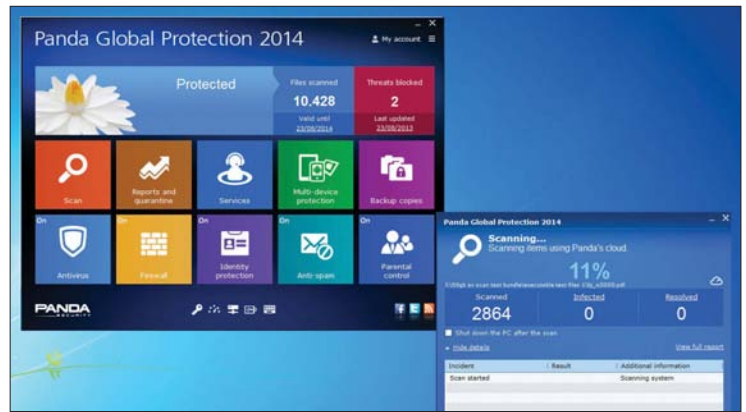 Panda Global Protection 2014
My account
Protected
Files scanned
10.428
Valid until
23/08/2014
Threats blocked
2
Last updated
23/08/2013
Scan
Reports and
quarantine
Services
Multi-device
protection
Backup copies
On
Antivirus
On
Firewall
On
Identity
protection
On
Anti-spam
On
Parental
control
PANDA
SECURITY
Panda Global Protection 2014
Scanning...
Scanning items using Panda's cloud
11%
Scanned
2864
Infected
0
Resolved
0
Shut down the PC after the scan
Hide details
View full report
Incident Result Additional information
Scan started Scanning system